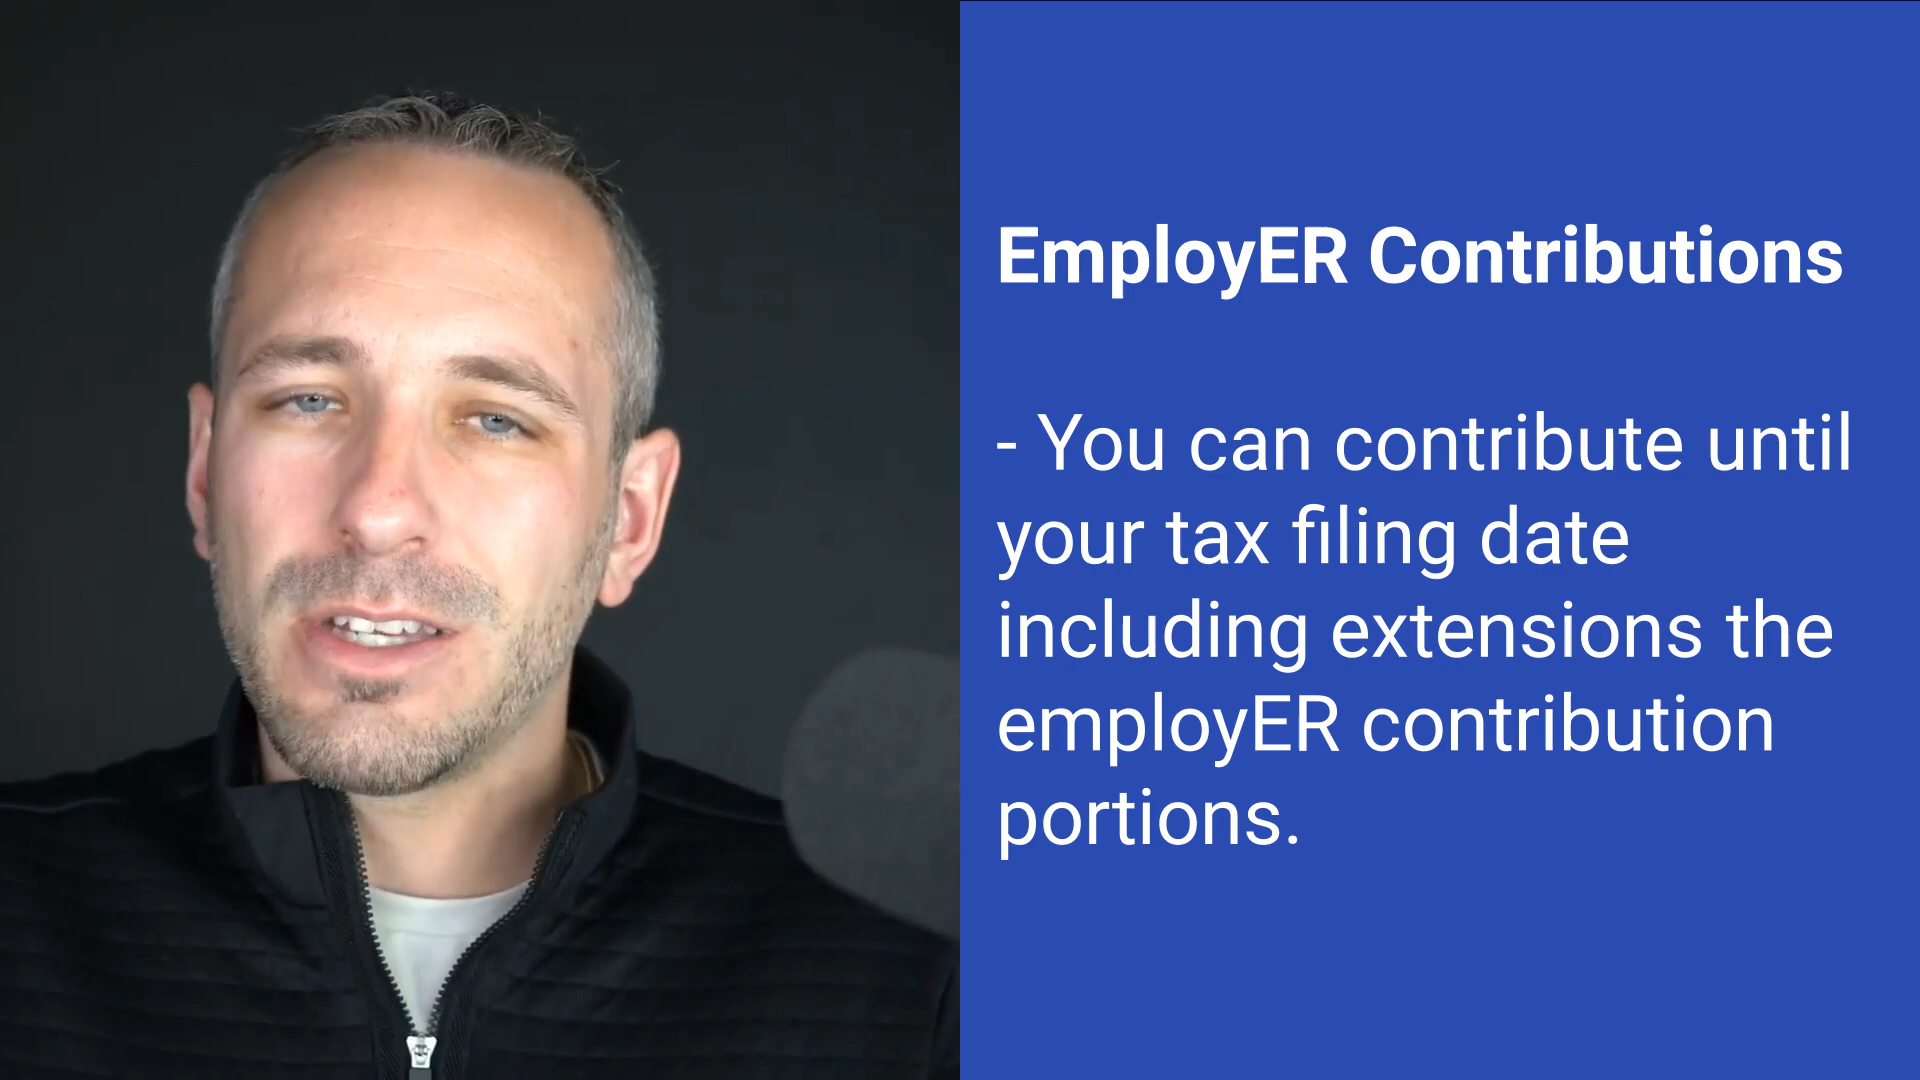 EmployER Contributions
- You can contribute until
your tax filing date
including extensions the
employER contribution
portions.